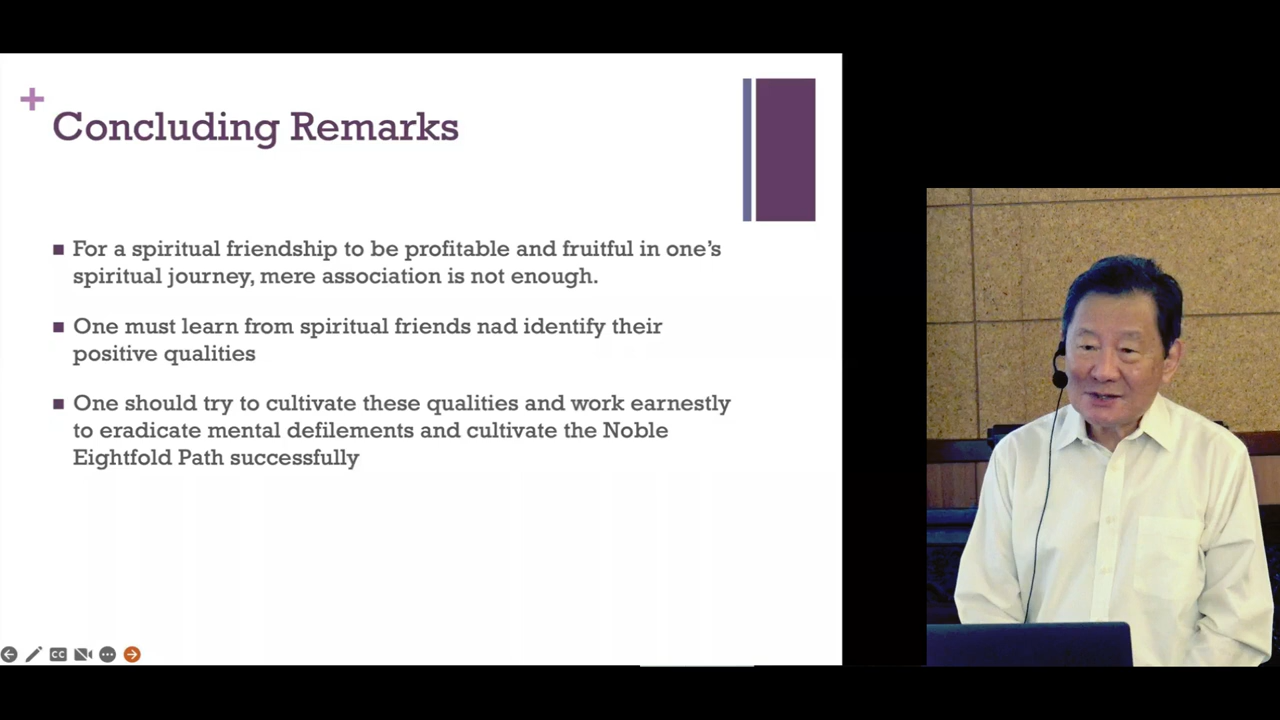 +
Concluding Remarks
■ For a spiritual friendship to be profitable and fruitful in one's
spiritual journey, mere association is not enough.
■ One must learn from spiritual friends nad identify their
positive qualities
■ One should try to cultivate these qualities and work earnestly
to eradicate mental defilements and cultivate the Noble
Eightfold Path successfully
CC